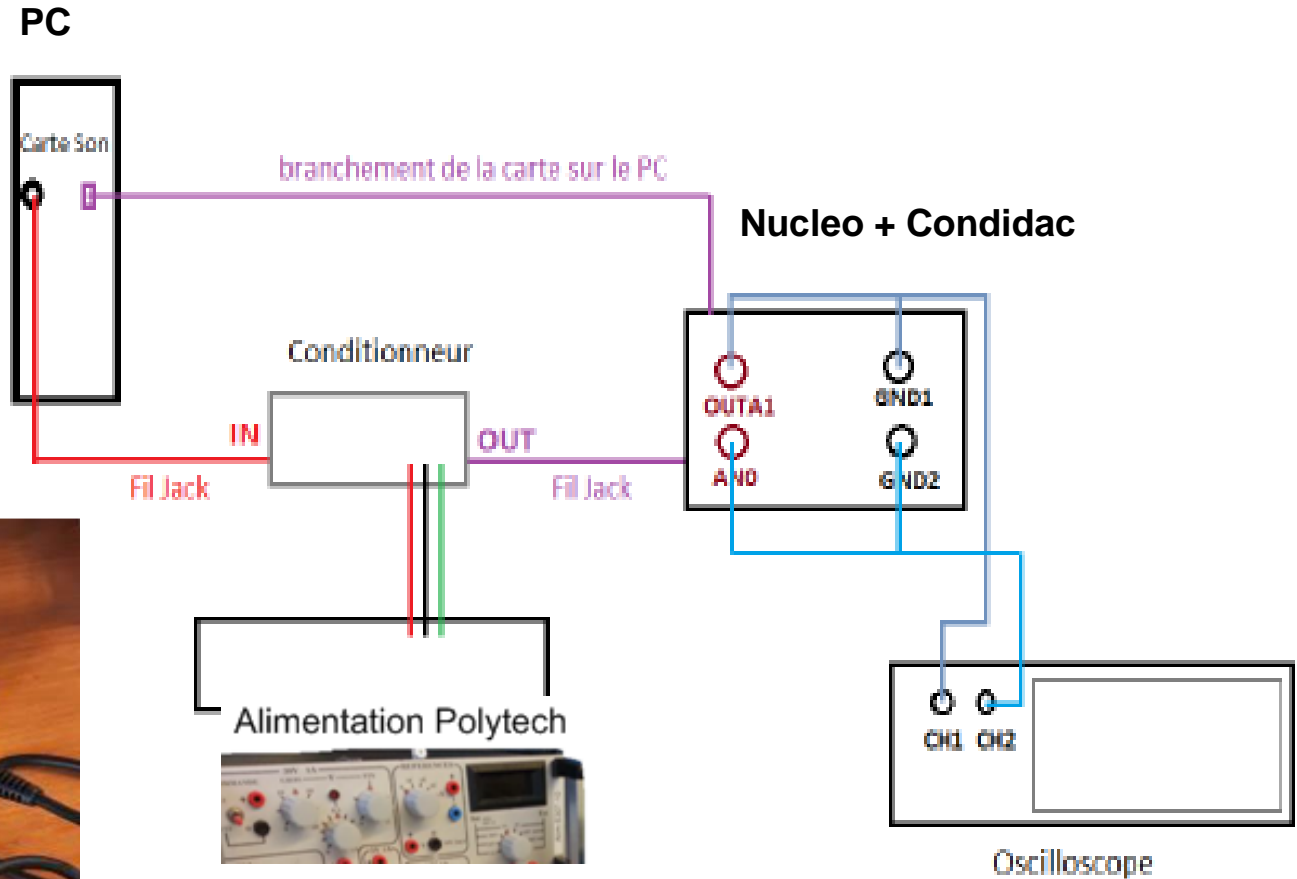 PC
Carte Son
branchement de la carte sur le PC
Nucleo + Condidac
Conditionneur
OUTA1
GND1
IN
OUT
AN0
GND2
Fil Jack
Fil Jack
Alimentation Polytech
CH1
CH2
Oscilloscope